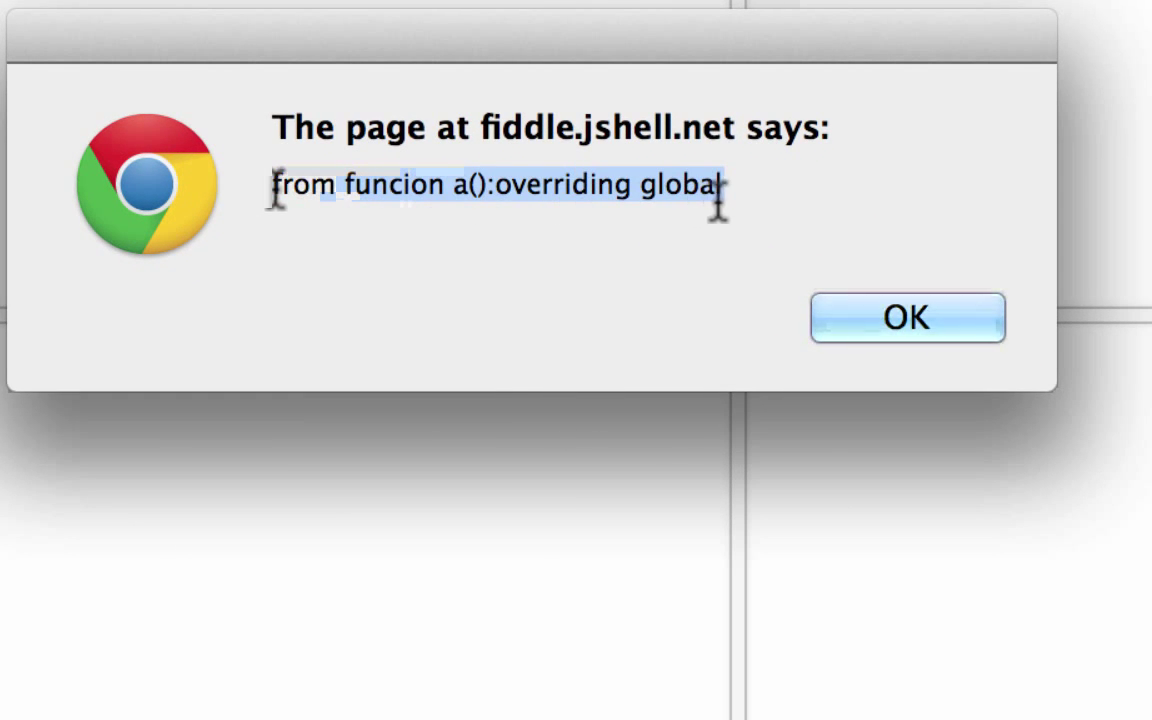 The page at fiddle.jshell.net says:
from funcion a():overriding global
OK